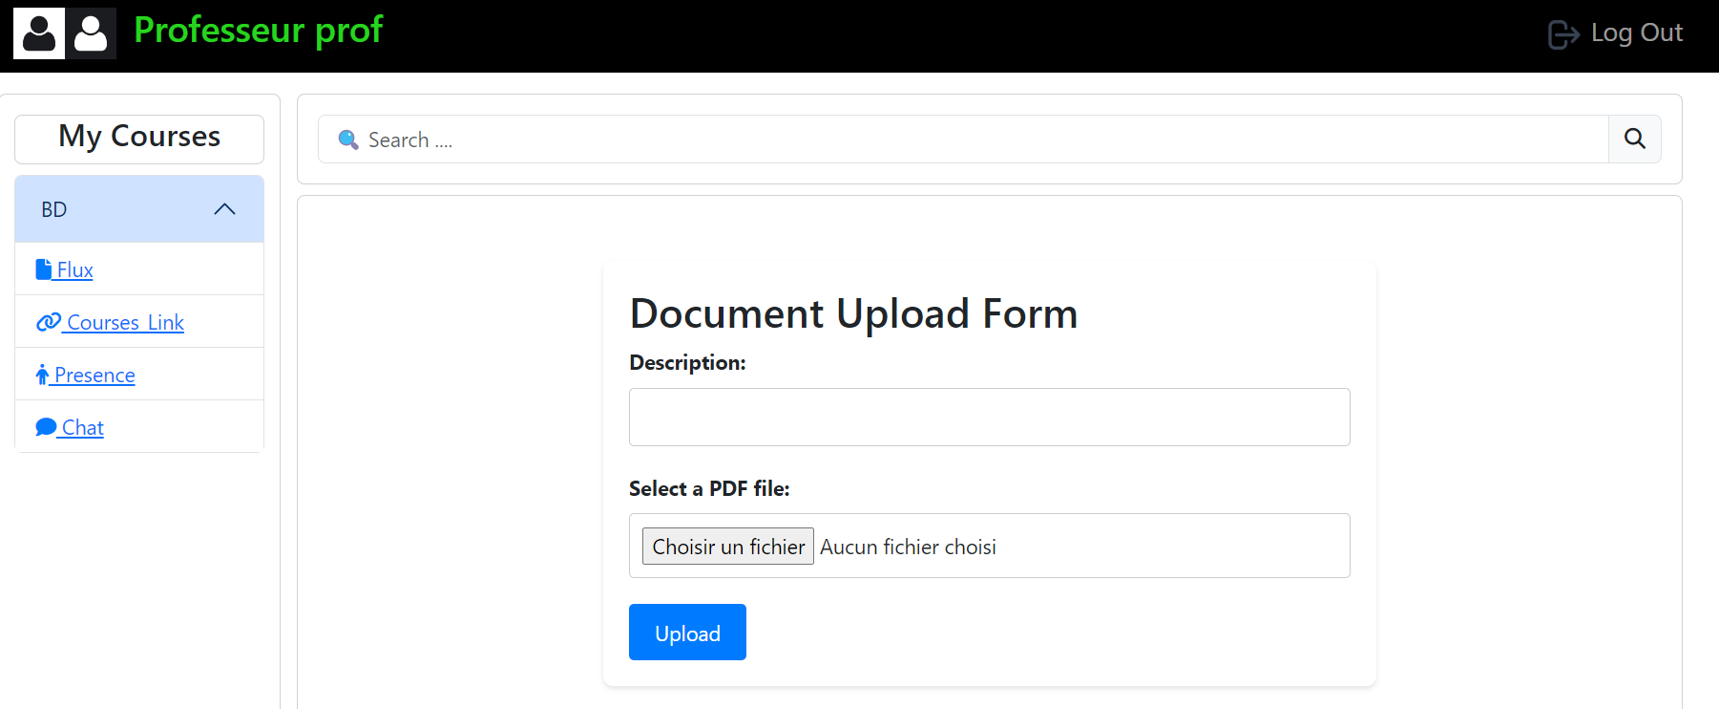 Professeur prof
Log Out
My Courses
Search ....
BD
Flux
Courses_Link
Presence
Chat
Document Upload Form
Description:
Select a PDF file:
Choisir un fichier Aucun fichier choisi
Upload